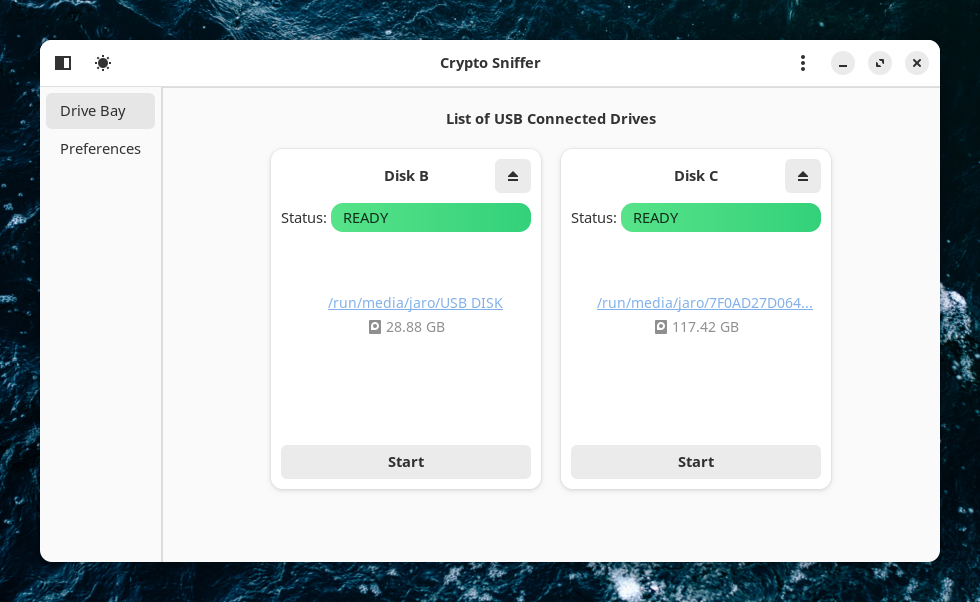 Crypto Sniffer
Drive Bay
Preferences
List of USB Connected Drives
Disk B
Status: READY
/run/media/jaro/USB DISK
28.88 GB
Start
Disk C
Status: READY
/run/media/jaro/7F0AD27D064...
117.42 GB
Start